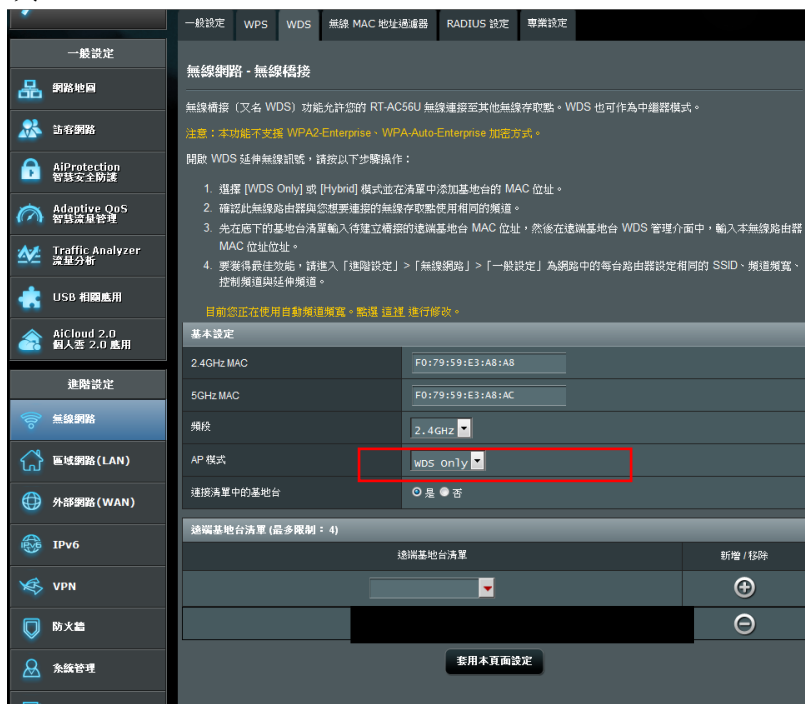 一般設定 WPS WDS 無線 MAC 地址過濾器 RADIUS 設定 專業設定
一般設定
網路地圖
訪客網路
AiProtection
智慧安全防護
Adaptive QoS
智慧流量管理
Traffic Analyzer
流量分析
USB 相關應用
AiCloud 2.0
個人雲 2.0 應用
進階設定
無線網路
區域網路(LAN)
外部網路(WAN)
IPv6
VPN
防火牆
系統管理
無線網路 - 無線橋接
無線橋接（又名 WDS）功能允許您的 RT-AC56U 無線連接至其他無線存取點。WDS 也可作為中繼器模式。
注意：本功能不支援 WPA2-Enterprise、WPA-Auto-Enterprise 加密方式。
開啟 WDS 延伸無線訊號，請按以下步驟操作：
1. 選擇 [WDS Only] 或 [Hybrid] 模式並在清單中添加基地台的 MAC 位址。
2. 確認此無線路由器與您想要連接的無線存取點使用相同的頻道。
3. 先在底下的基地台清單輸入待建立橋接的遠端基地台 MAC 位址，然後在遠端基地台 WDS 管理介面中，輸入本無線路由器
MAC 位址位址。
4. 要獲得最佳效能，請進入「進階設定」>「無線網路」>「一般設定」為網路中的每台路由器設定相同的 SSID、頻道頻寬、
控制頻道與延伸頻道。
目前您正在使用自動頻道頻寬。點選 這裡 進行修改。
基本設定
2.4GHz MAC F0:79:59:E3:A8:A8
5GHz MAC F0:79:59:E3:A8:AC
頻段 2.4GHz
AP 模式 WDS Only
連接清單中的基地台 是 否
遠端基地台清單 (最多限制： 4)
遠端基地台清單 新增 / 移除
套用本頁面設定